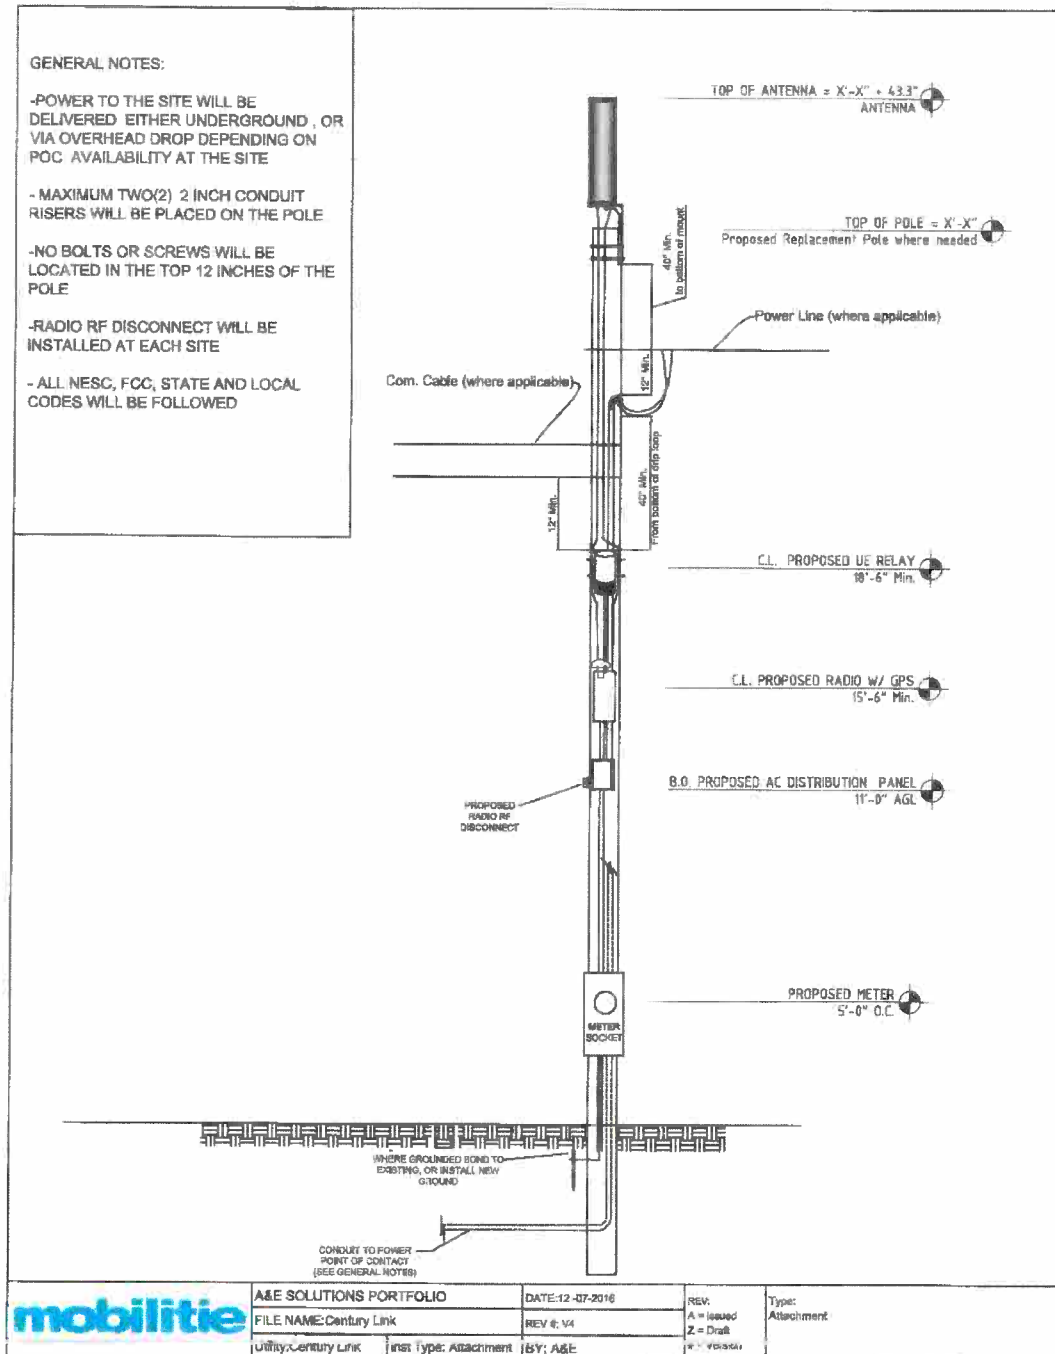 GENERAL NOTES:
-POWER TO THE SITE WILL BE
DELIVERED EITHER UNDERGROUND , OR
VIA OVERHEAD DROP DEPENDING ON
POC AVAILABILITY AT THE SITE
- MAXIMUM TWO(2) 2 INCH CONDUIT
RISERS WILL BE PLACED ON THE POLE
-NO BOLTS OR SCREWS WILL BE
LOCATED IN THE TOP 12 INCHES OF THE
POLE
-RADIO RF DISCONNECT WILL BE
INSTALLED AT EACH SITE
- ALL NESC, FCC, STATE AND LOCAL
CODES WILL BE FOLLOWED
TOP OF ANTENNA = X'-X" + 43.3"
ANTENNA
TOP OF POLE = X'-X"
Proposed Replacement Pole where needed
40" Min.
to bottom of mount
Power Line (where applicable)
12" Min.
Com. Cable (where applicable)
40" Min.
From bottom of drip loop
12" Min.
C.L. PROPOSED UE RELAY
18'-6" Min.
C.L. PROPOSED RADIO W/ GPS
15'-6" Min.
B.O. PROPOSED AC DISTRIBUTION PANEL
11'-0" AGL
PROPOSED
RADIO RF
DISCONNECT
PROPOSED METER
5'-0" O.C.
METER
SOCKET
WHERE GROUNDED BOND TO
EXISTING, OR INSTALL NEW
GROUND
CONDUIT TO POWER
POINT OF CONTACT
(SEE GENERAL NOTES)
mobilitie
A&E SOLUTIONS PORTFOLIO
DATE:12-07-2016
FILE NAME:Century Link
REV #: V4
Utility:Century Link
Inst Type: Attachment
BY: A&E
REV:
A = Issued
Z = Draft
# = Version
Type:
Attachment